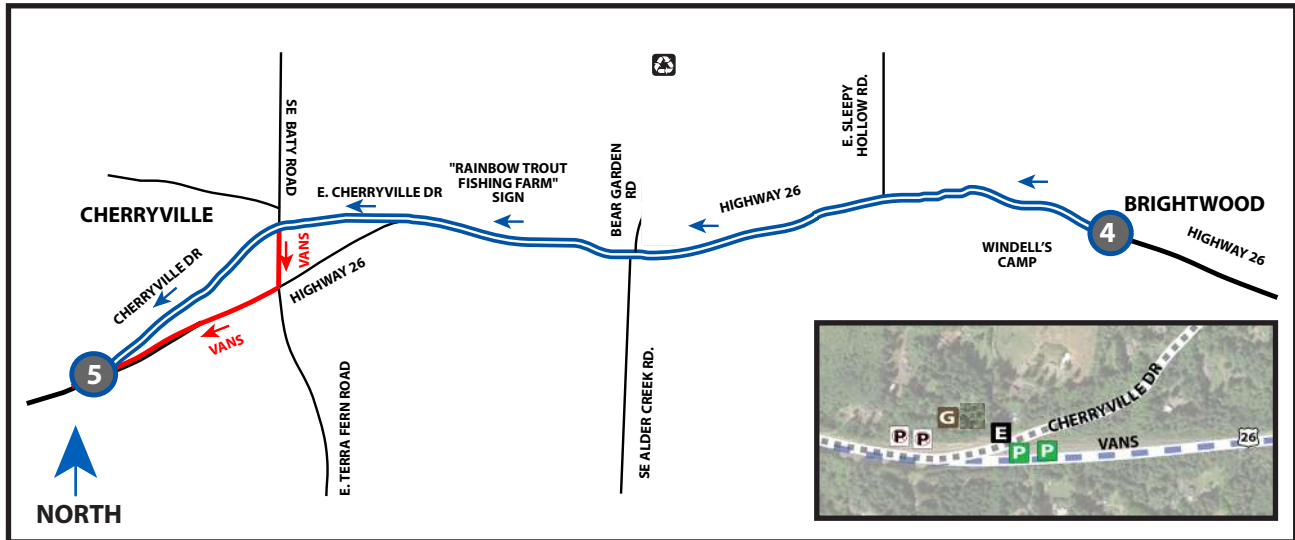 SE BATY ROAD
E. SLEEPY
HOLLOW RD.
"RAINBOW TROUT
FISHING FARM"
SIGN
BEAR GARDEN
RD
E. CHERRYVILLE DR
HIGHWAY 26
BRIGHTWOOD
4
HIGHWAY 26
CHERRYVILLE
WINDELL'S
CAMP
VANS
HIGHWAY 26
CHERRYVILLE DR
VANS
5
E. TERRA FERN ROAD
SE ALDER CREEK RD.
NORTH
CHERRYVILLE DR
G
E
P
P
P
P
VANS
26